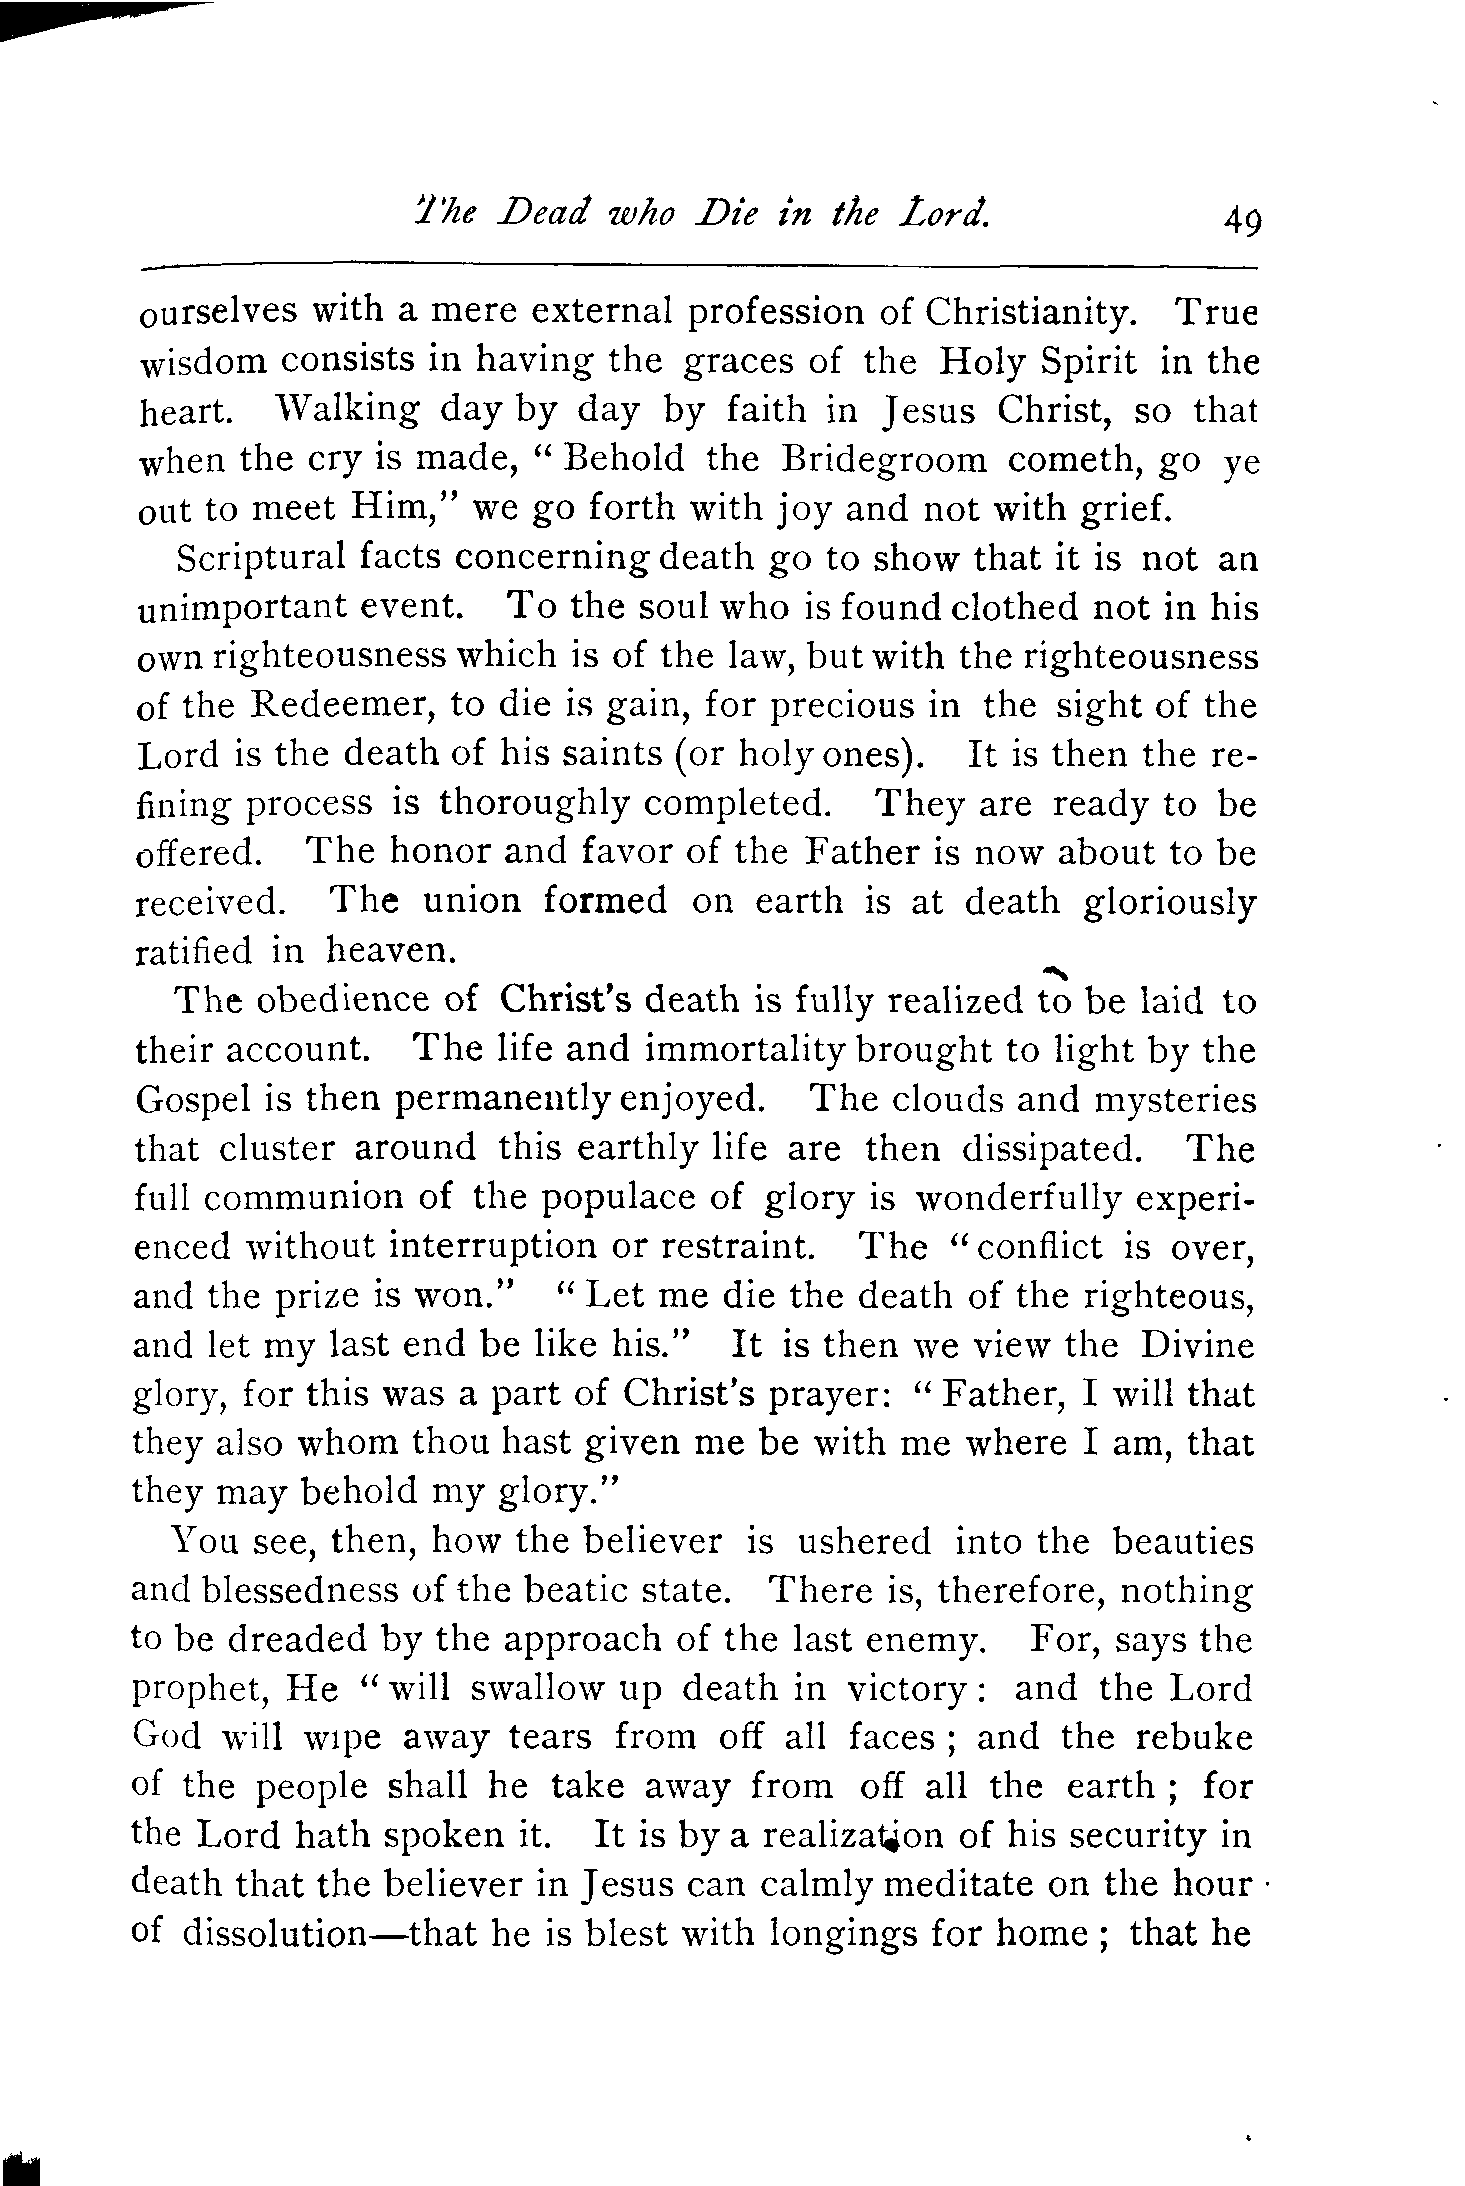 The Dead who Die in the Lord. 49
ourselves with a mere external profession of Christianity. True
wisdom consists in having the graces of the Holy Spirit in the
heart. Walking day by day by faith in Jesus Christ, so that
when the cry is made, " Behold the Bridegroom cometh, go ye
out to meet Him," we go forth with joy and not with grief.
Scriptural facts concerning death go to show that it is not an
unimportant event. To the soul who is found clothed not in his
own righteousness which is of the law, but with the righteousness
of the Redeemer, to die is gain, for precious in the sight of the
Lord is the death of his saints (or holy ones). It is then the re-
fining process is thoroughly completed. They are ready to be
offered. The honor and favor of the Father is now about to be
received. The union formed on earth is at death gloriously
ratified in heaven.
The obedience of Christ's death is fully realized to be laid to
their account. The life and immortality brought to light by the
Gospel is then permanently enjoyed. The clouds and mysteries
that cluster around this earthly life are then dissipated. The
full communion of the populace of glory is wonderfully experi-
enced without interruption or restraint. The " conflict is over,
and the prize is won." " Let me die the death of the righteous,
and let my last end be like his." It is then we view the Divine
glory, for this was a part of Christ's prayer: " Father, I will that
they also whom thou hast given me be with me where I am, that
they may behold my glory."
You see, then, how the believer is ushered into the beauties
and blessedness of the beatic state. There is, therefore, nothing
to be dreaded by the approach of the last enemy. For, says the
prophet, He " will swallow up death in victory : and the Lord
God will wipe away tears from off all faces ; and the rebuke
of the people shall he take away from off all the earth ; for
the Lord hath spoken it. It is by a realization of his security in
death that the believer in Jesus can calmly meditate on the hour
of dissolution—that he is blest with longings for home ; that he